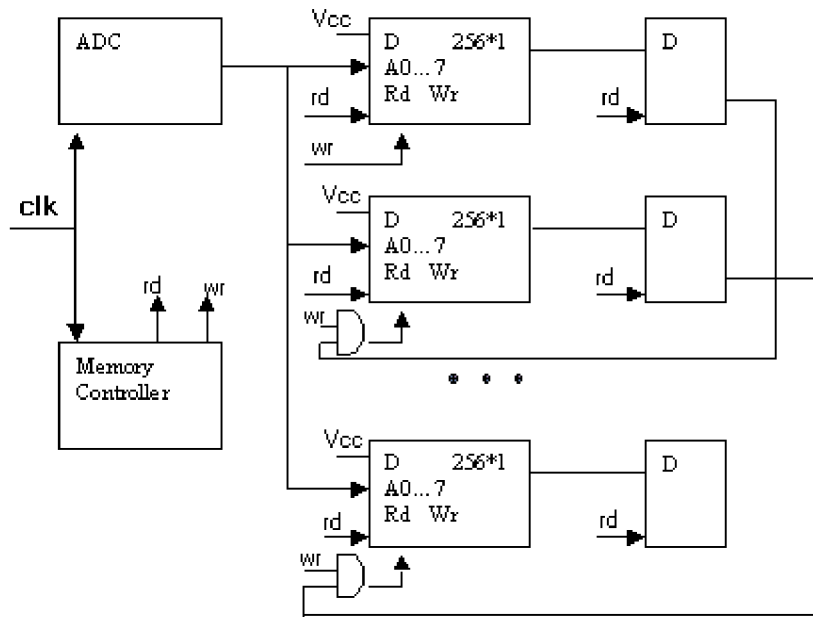 ADC
Vcc
D 256*1
A0...7
Rd Wr
rd
wr
D
rd
clk
Vcc
D 256*1
A0...7
Rd Wr
rd
wr
D
rd
rd wr
Memory
Controller
• • •
Vcc
D 256*1
A0...7
Rd Wr
rd
wr
D
rd